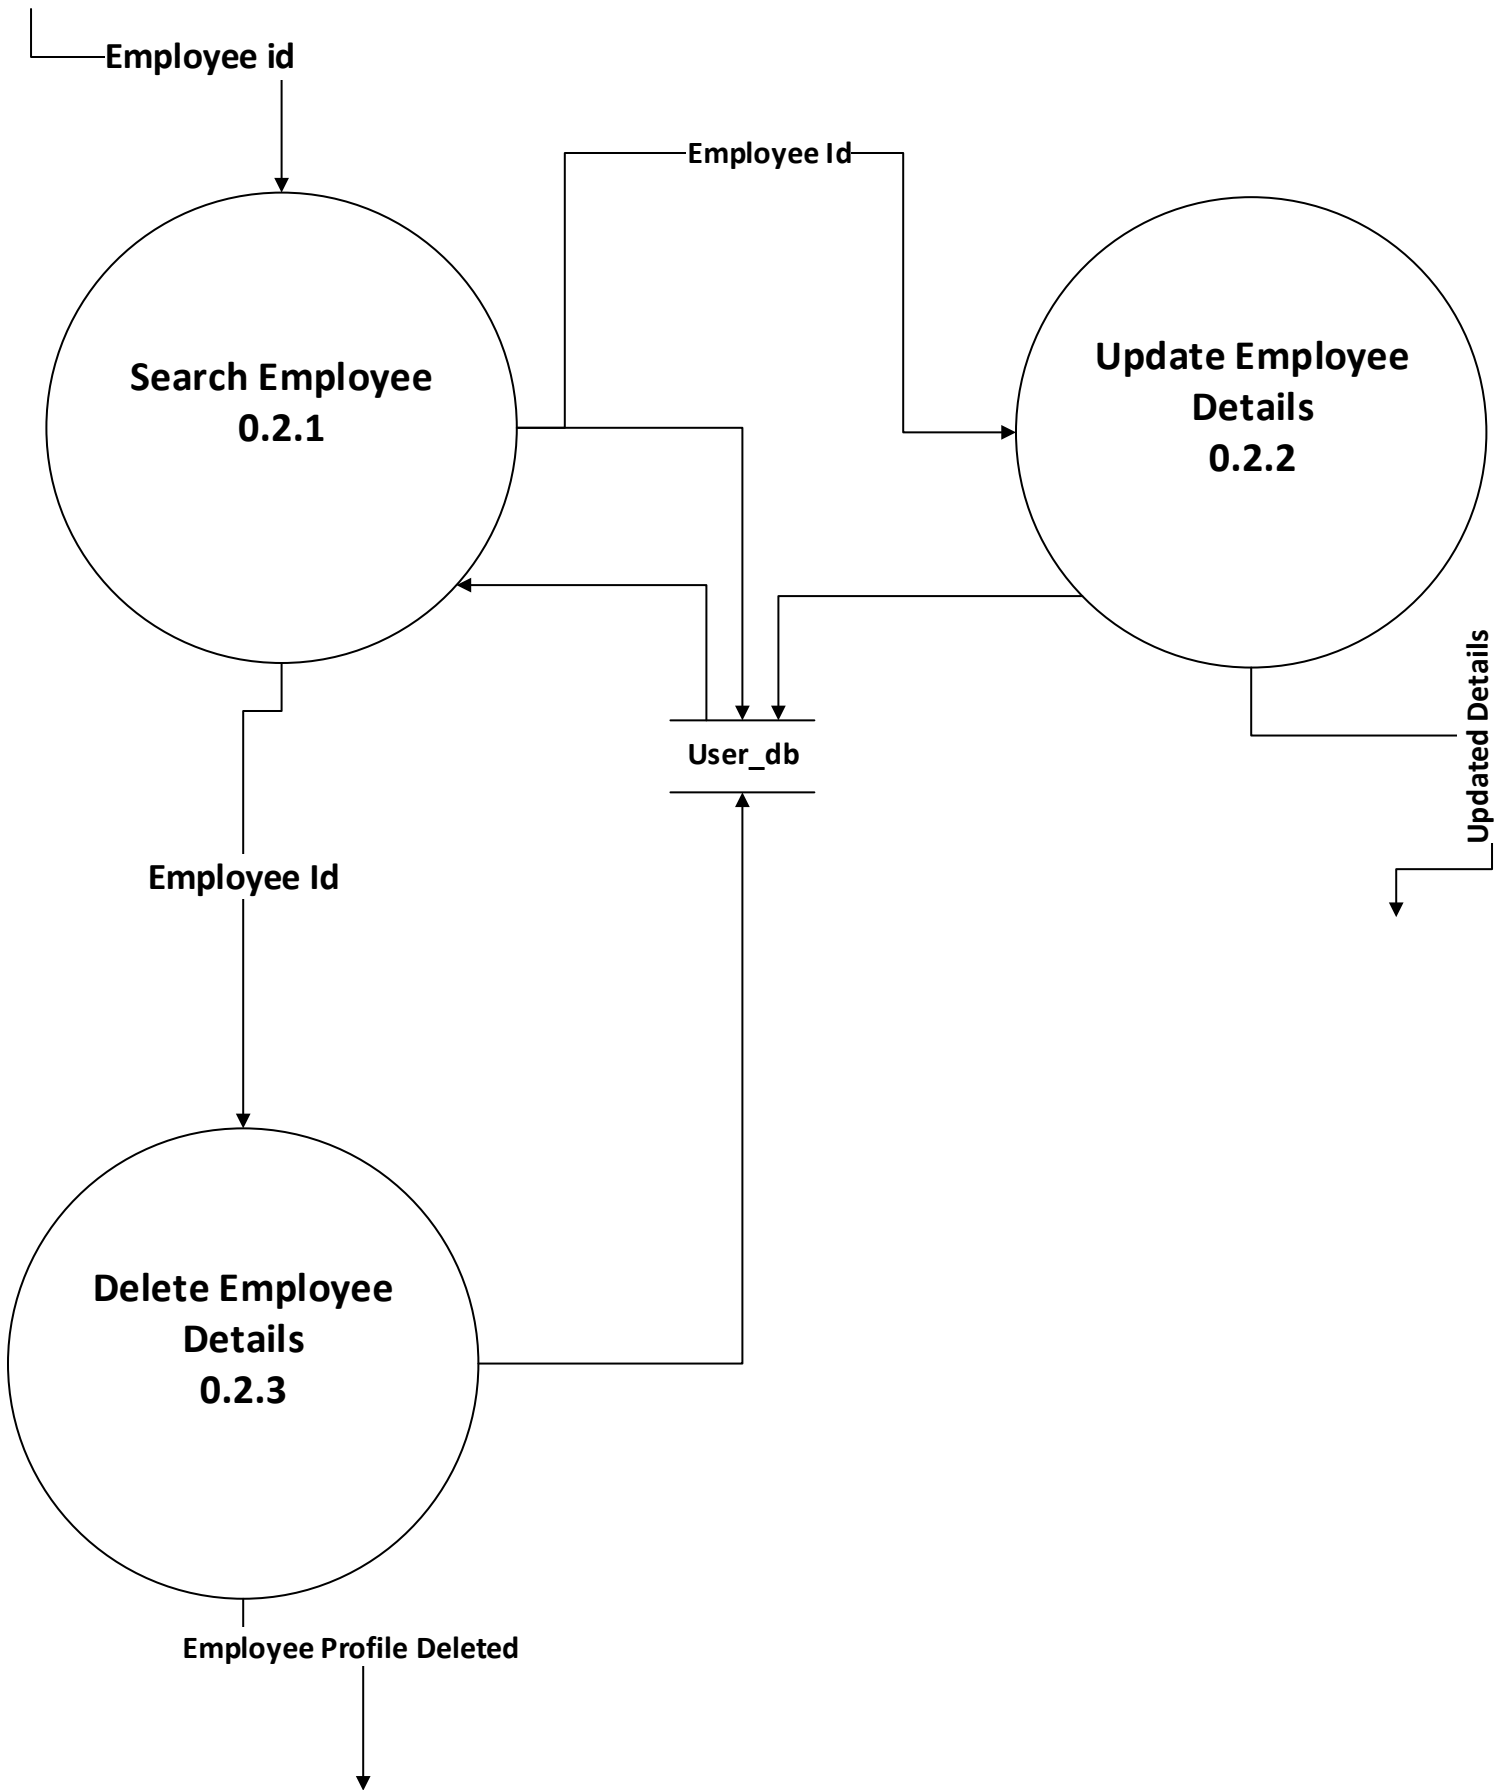 Employee id
Employee Id
Search Employee
0.2.1
Update Employee
Details
0.2.2
Updated Details
User_db
Employee Id
Delete Employee
Details
0.2.3
Employee Profile Deleted